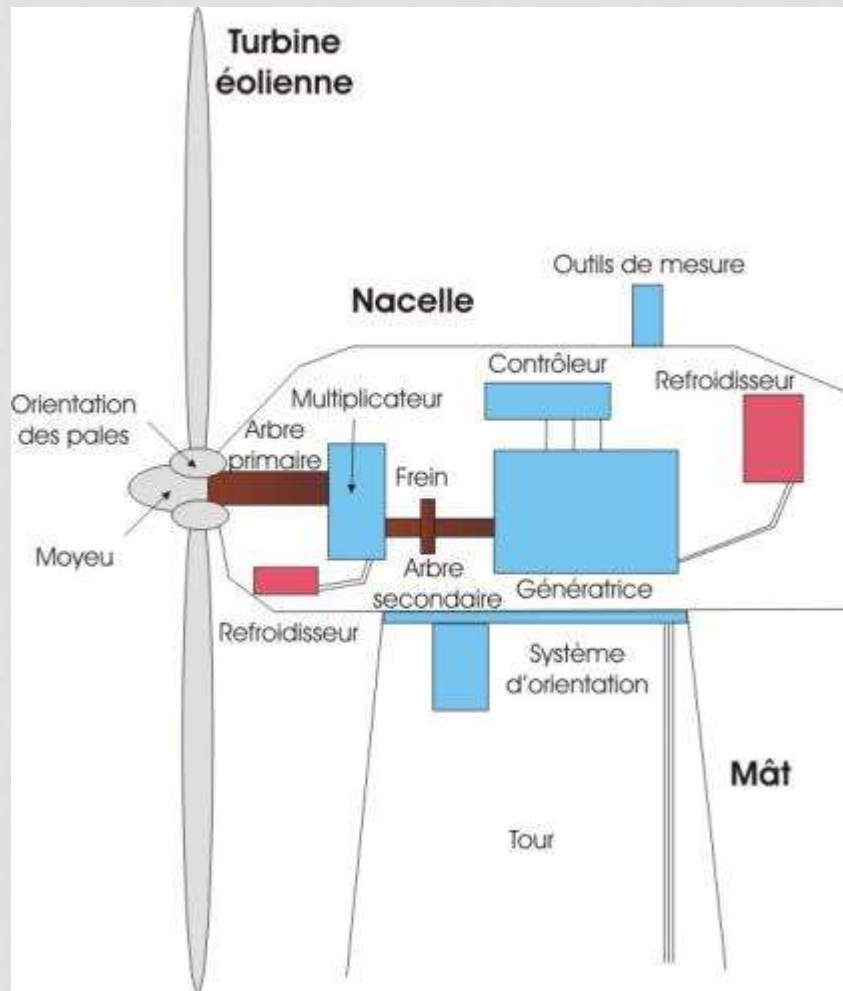 Turbine
éolienne
Outils de mesure
Nacelle
Contrôleur
Refroidisseur
Multiplicateur
Orientation
des pales
Arbre
primaire
Frein
Moyeu
Arbre
secondaire
Génératrice
Refroidisseur
Système
d'orientation
Mât
Tour